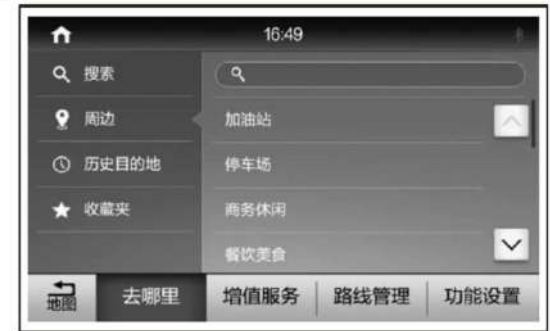 16:49
搜索
周边
历史目的地
收藏夹
加油站
停车场
商务休闲
餐饮美食
地图
去哪里
增值服务
路线管理
功能设置